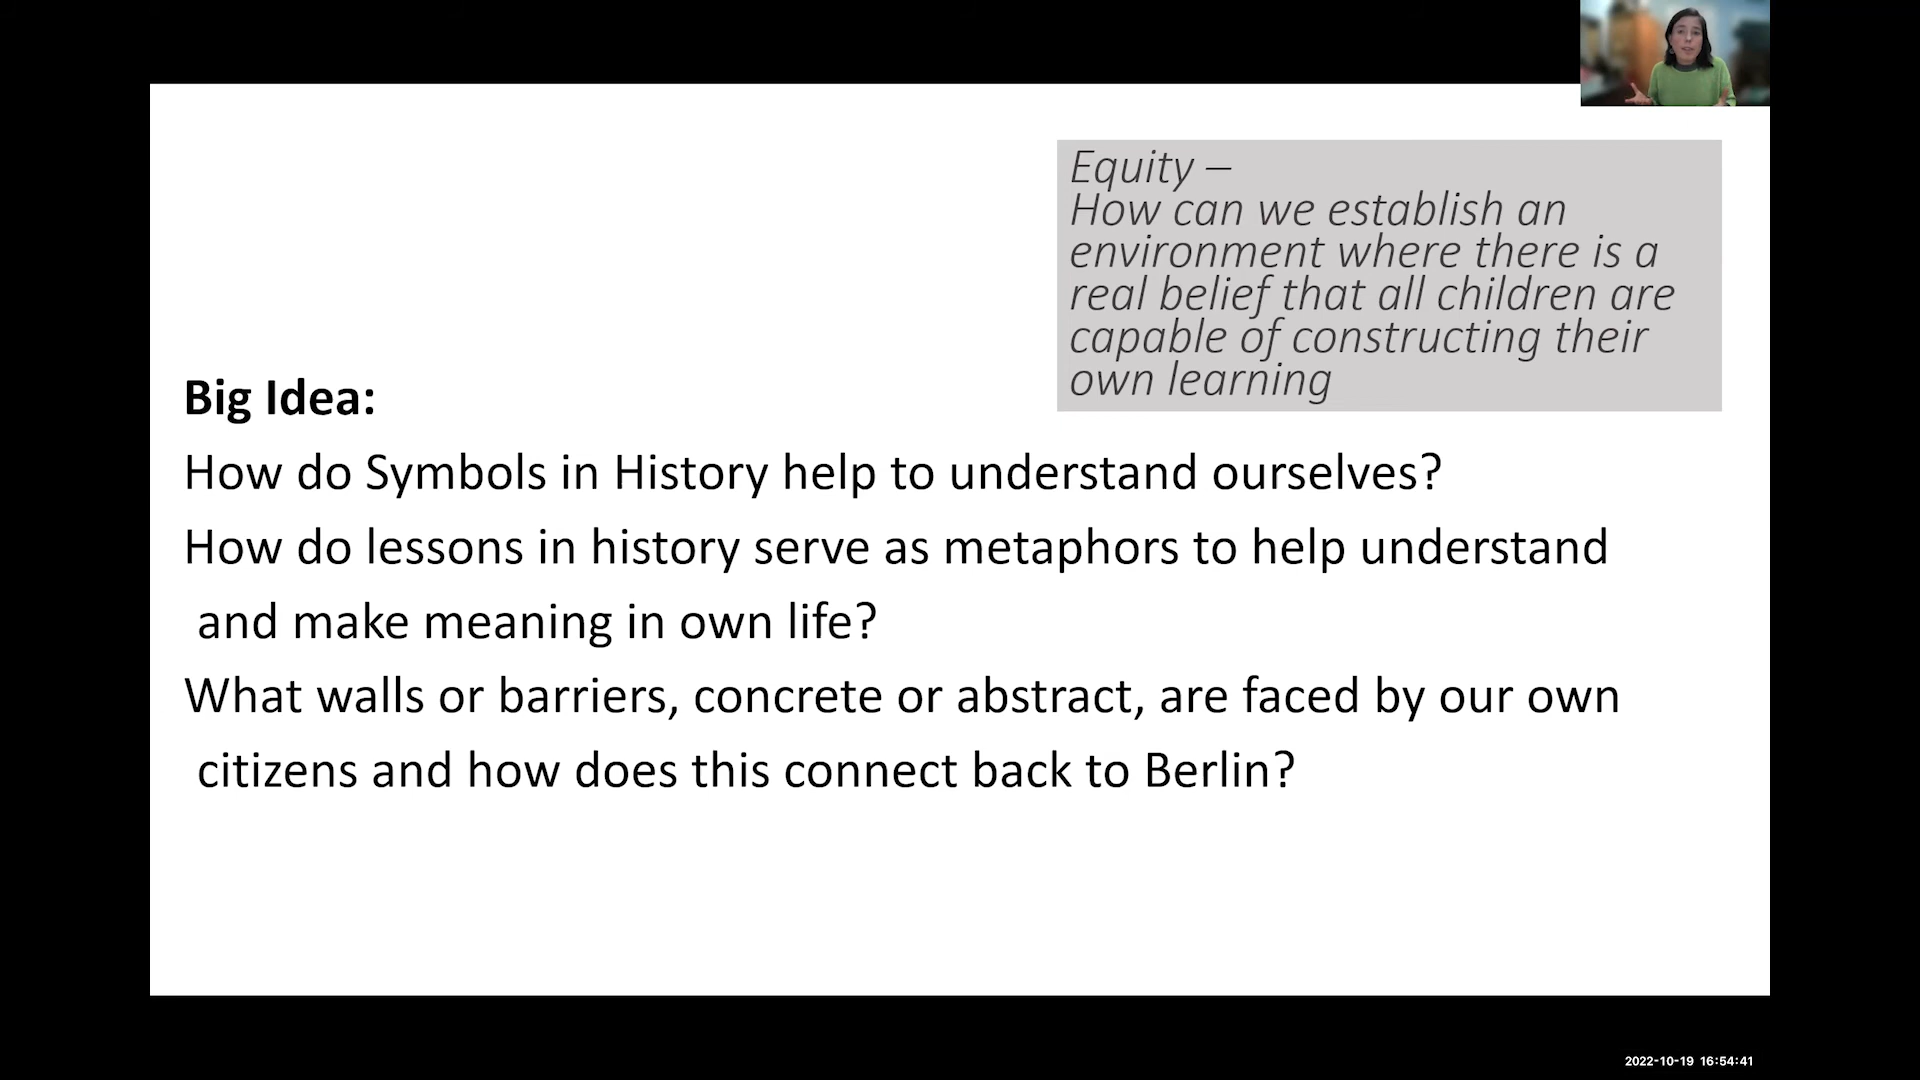 Equity –
How can we establish an
environment where there is a
real belief that all children are
capable of constructing their
own learning
Big Idea:
How do Symbols in History help to understand ourselves?
How do lessons in history serve as metaphors to help understand
and make meaning in own life?
What walls or barriers, concrete or abstract, are faced by our own
citizens and how does this connect back to Berlin?
2022-10-19 16:54:41